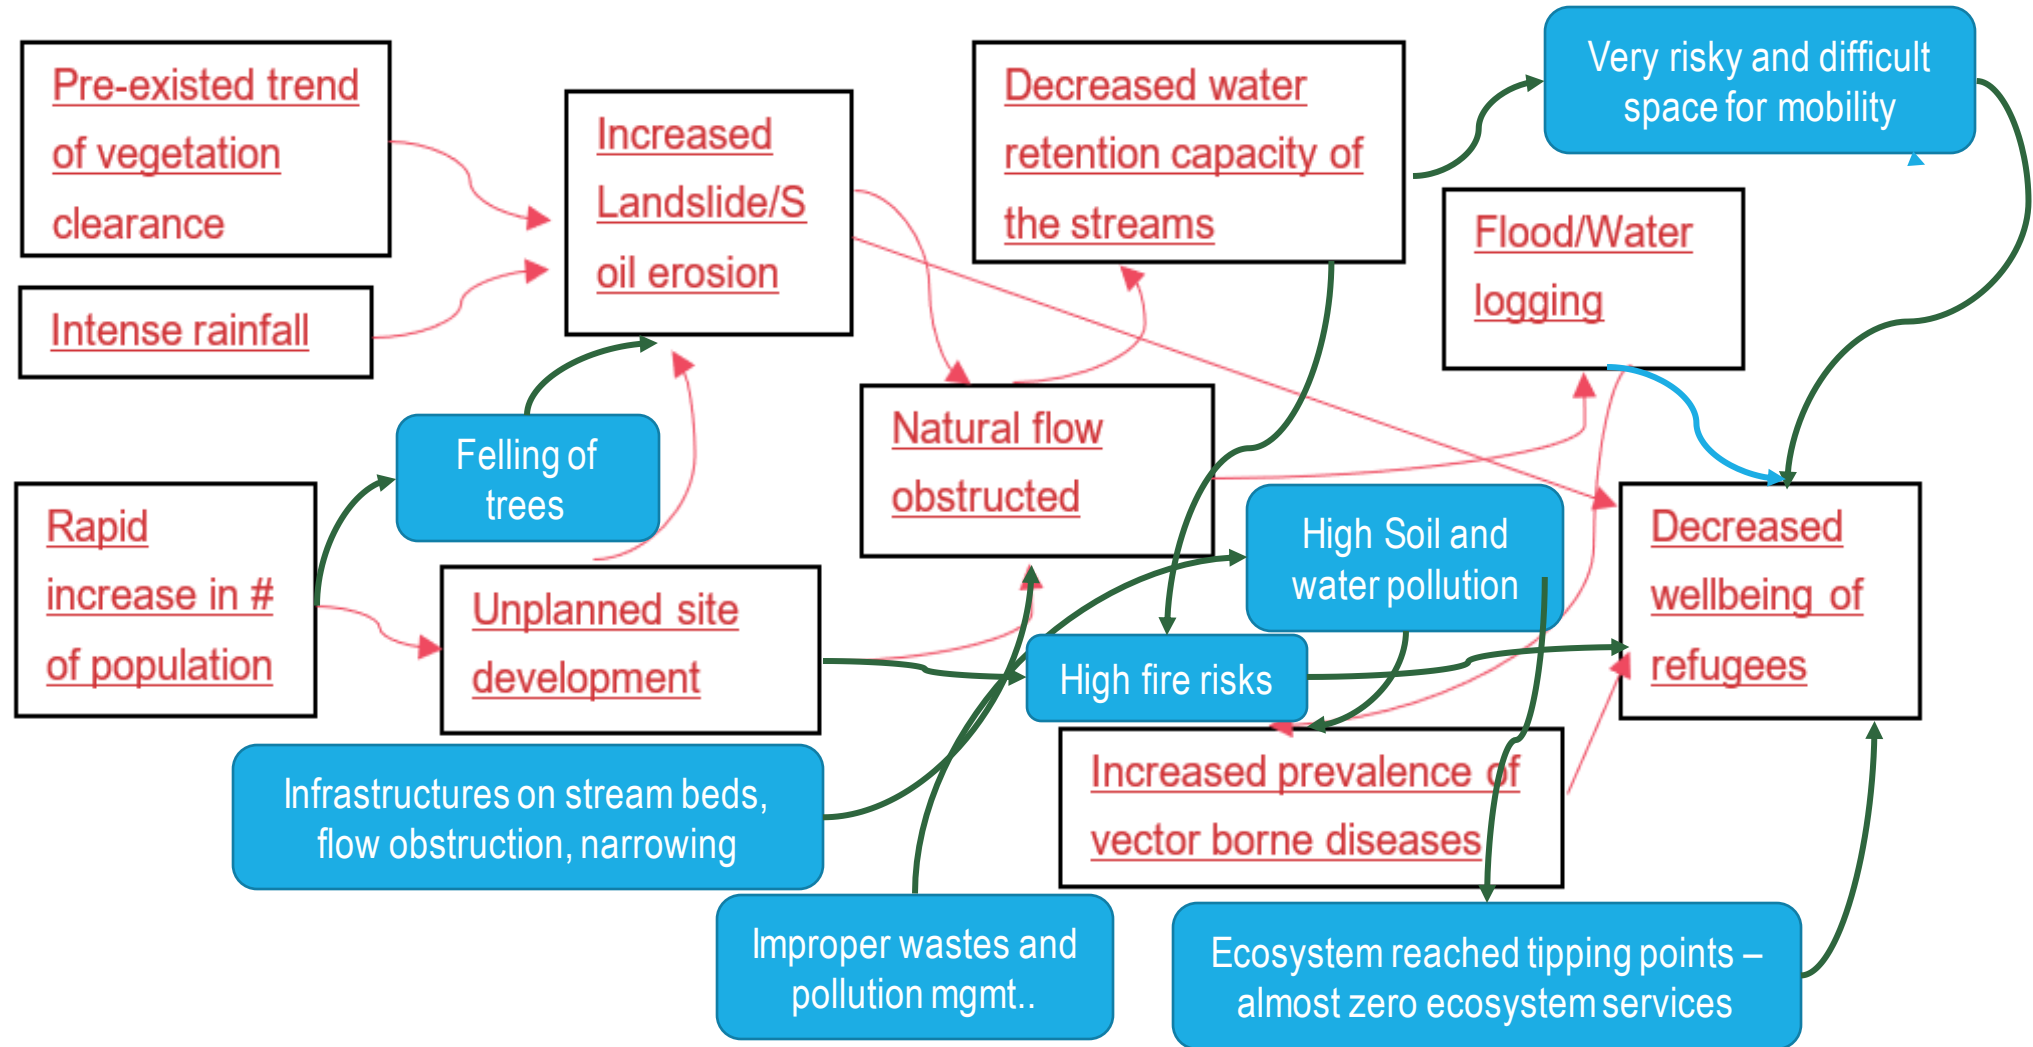 Pre-existed trend
of vegetation
clearance
Intense rainfall
Rapid
increase in #
of population
Felling of
trees
Increased
Landslide/S
oil erosion
Unplanned site
development
Infrastructures on stream beds,
flow obstruction, narrowing
Improper wastes and
pollution mgmt..
Decreased water
retention capacity of
the streams
Natural flow
obstructed
High fire risks
High Soil and
water pollution
Increased prevalence of
vector borne diseases
Ecosystem reached tipping points –
almost zero ecosystem services
Very risky and difficult
space for mobility
Flood/Water
logging
Decreased
wellbeing of
refugees